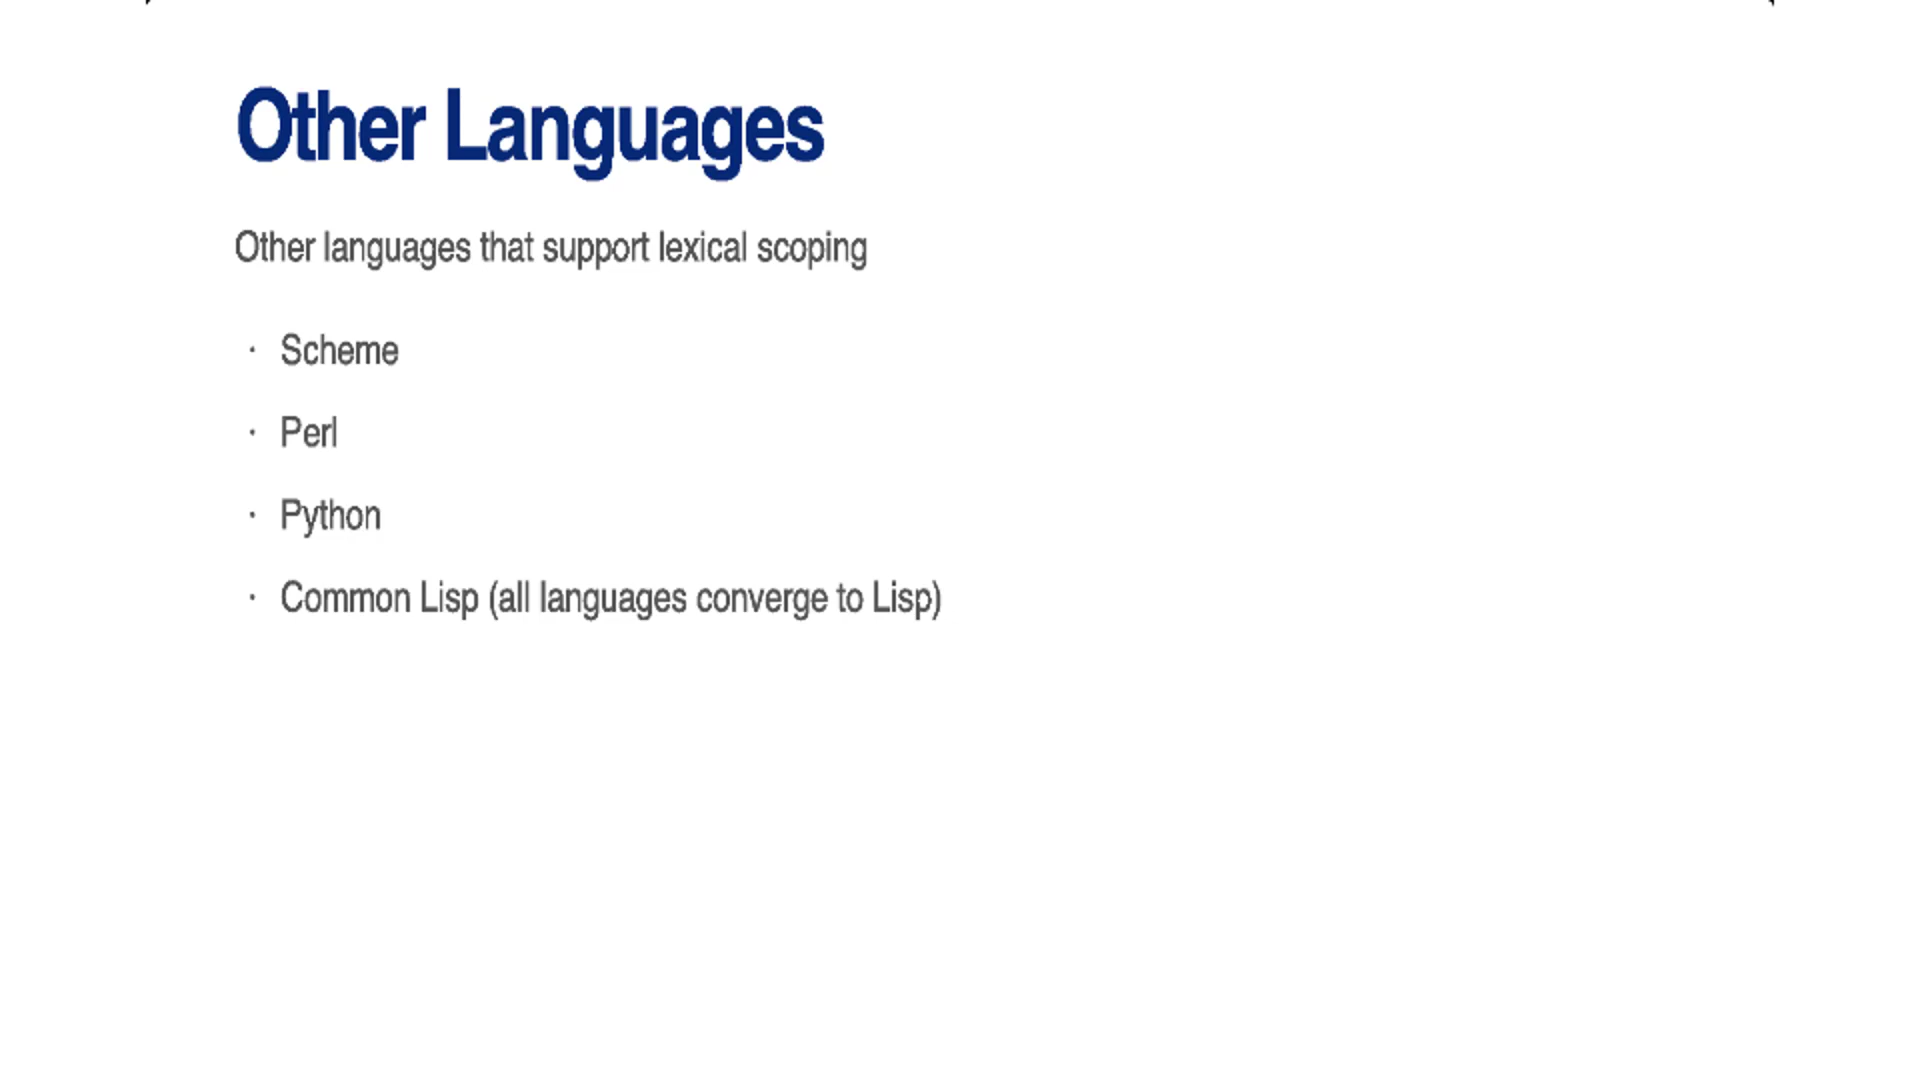 Other Languages
Other languages that support lexical scoping
· Scheme
· Perl
· Python
· Common Lisp (all languages converge to Lisp)